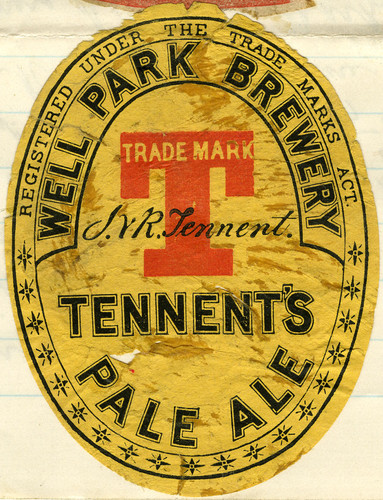 REGISTERED UNDER THE TRADE MARKS ACT.
WELL PARK BREWERY
TRADE MARK
T
J. & R. Tennent.
TENNENT'S
PALE ALE